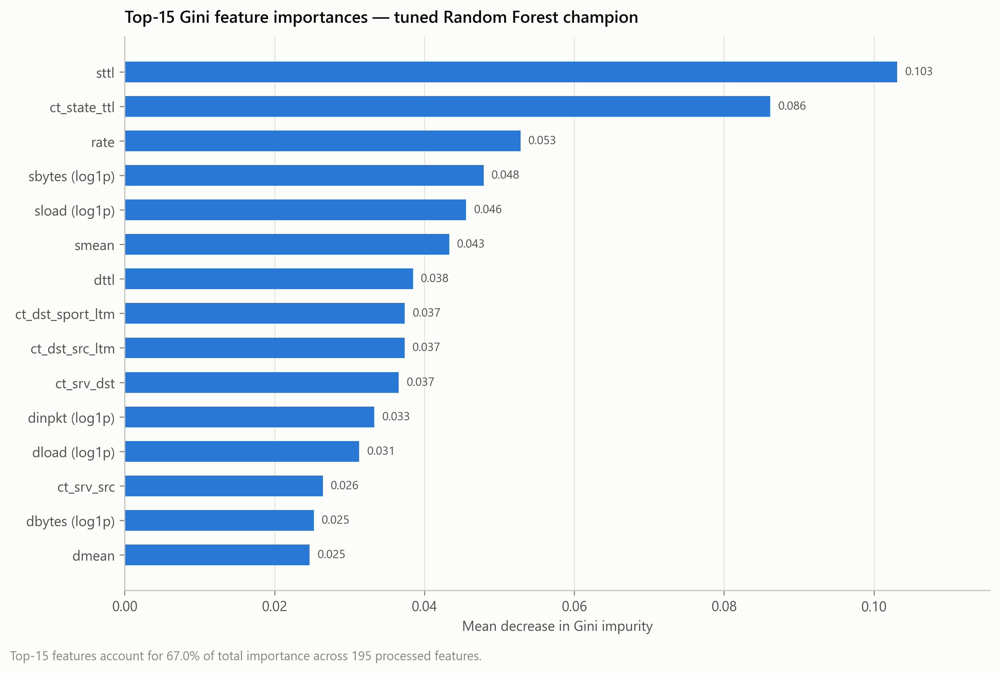 Top-15 Gini feature importances — tuned Random Forest champion
sttl 0.103
ct_state_ttl 0.086
rate 0.053
sbytes (log1p) 0.048
sload (log1p) 0.046
smean 0.043
dttl 0.038
ct_dst_sport_ltm 0.037
ct_dst_src_ltm 0.037
ct_srv_dst 0.037
dinpkt (log1p) 0.033
dload (log1p) 0.031
ct_srv_src 0.026
dbytes (log1p) 0.025
dmean 0.025
0.00 0.02 0.04 0.06 0.08 0.10
Mean decrease in Gini impurity
Top-15 features account for 67.0% of total importance across 195 processed features.